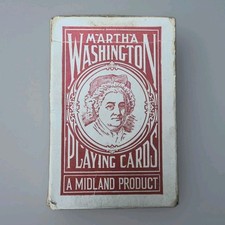 MARTHA
WASHINGTON
PLAYING CARDS
A MIDLAND PRODUCT